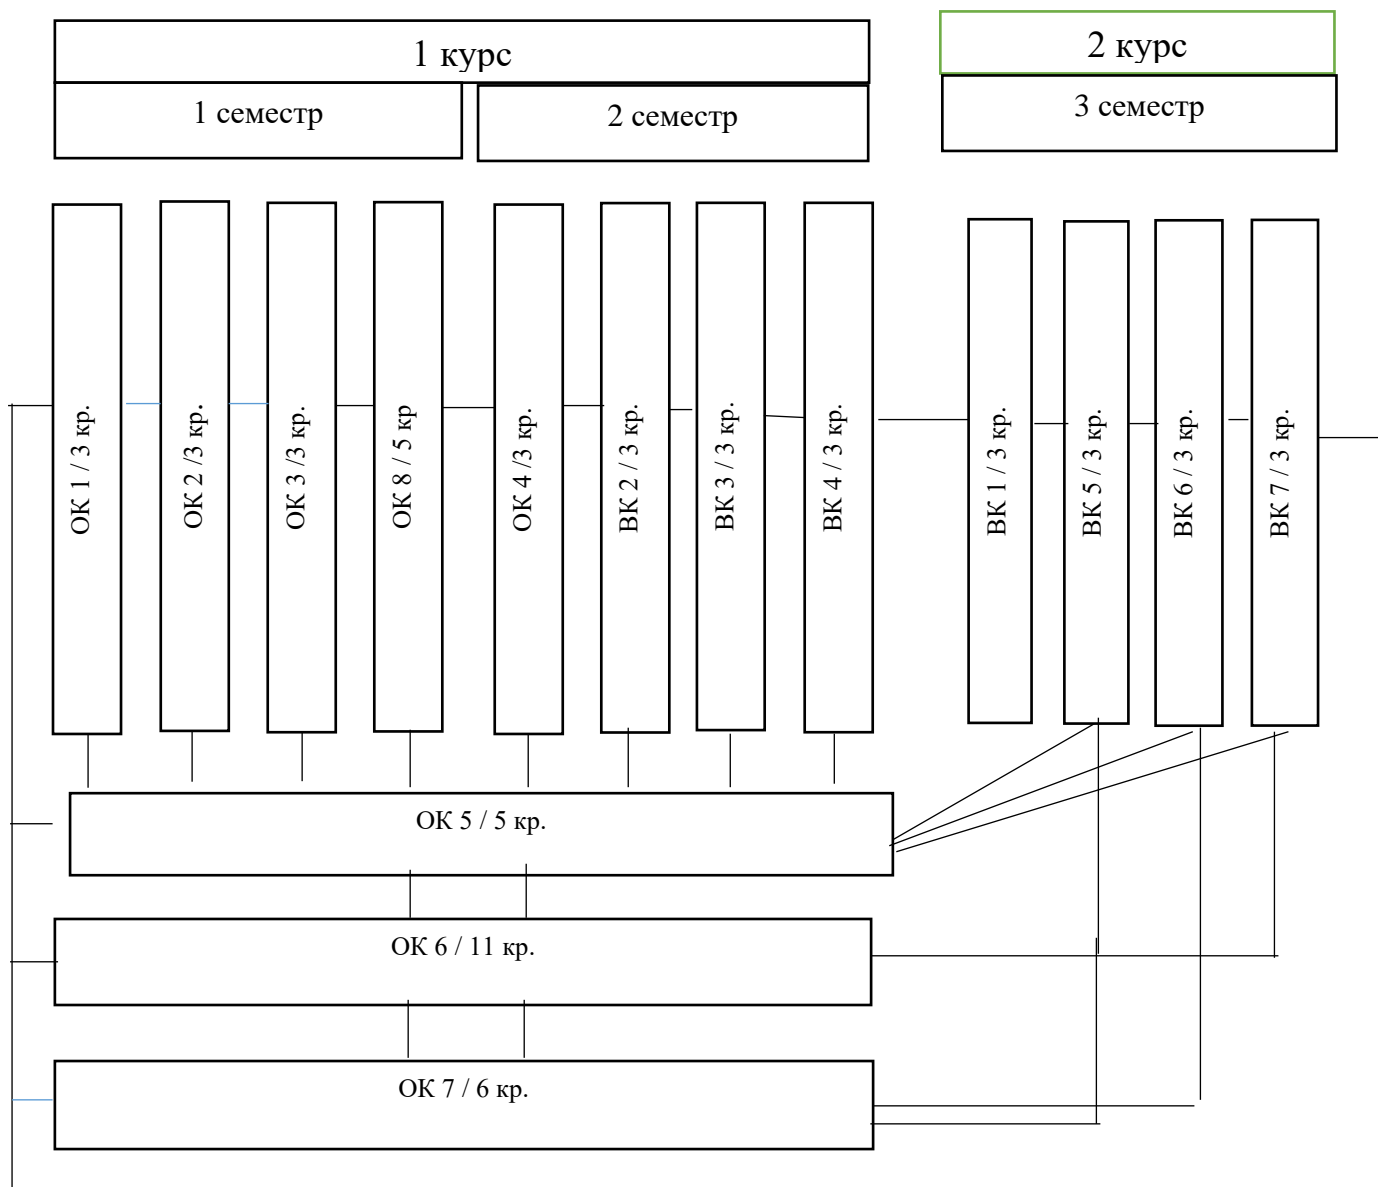 1 курс
2 курс
1 семестр
2 семестр
3 семестр
ОК 1 / 3 кр.
ОК 2 /3 кр.
ОК 3 /3 кр.
ОК 8 / 5 кр
ОК 4 /3 кр.
ВК 2 / 3 кр.
ВК 3 / 3 кр.
ВК 4 / 3 кр.
ВК 1 / 3 кр.
ВК 5 / 3 кр.
ВК 6 / 3 кр.
ВК 7 / 3 кр.
ОК 5 / 5 кр.
ОК 6 / 11 кр.
ОК 7 / 6 кр.